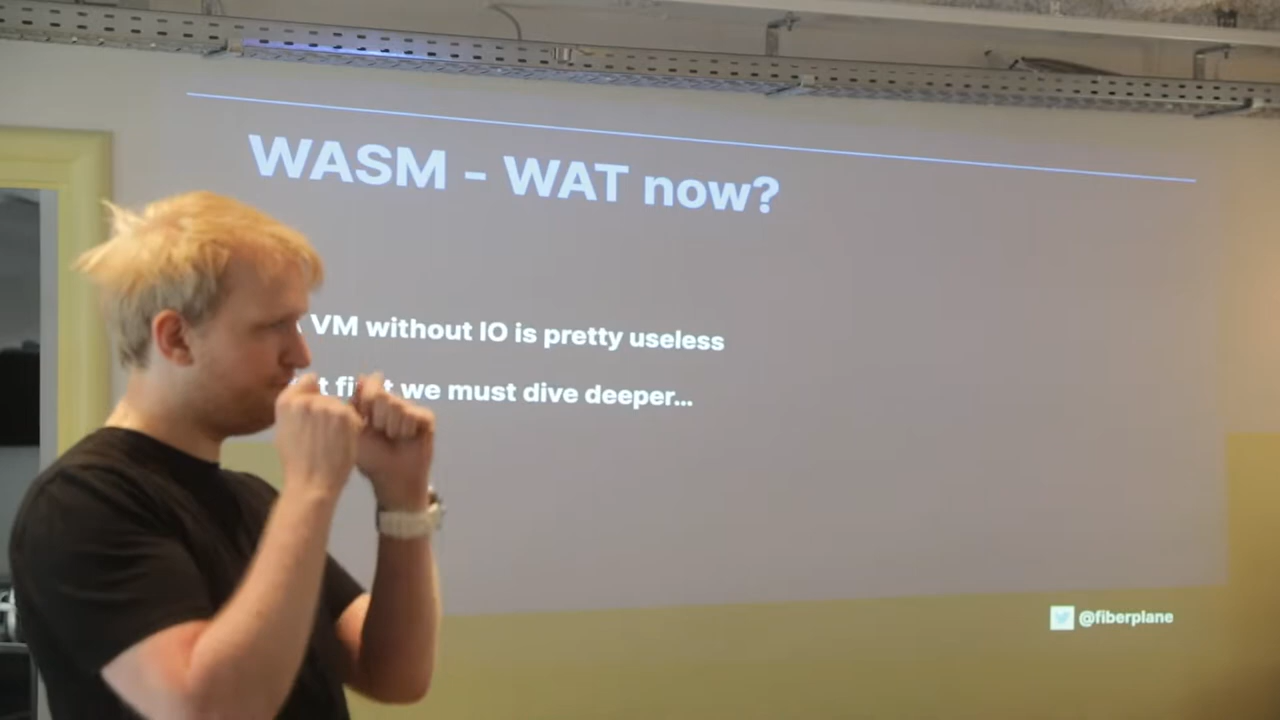 WASM - WAT now?
VM without IO is pretty useless
we must dive deeper...
@fiberplane